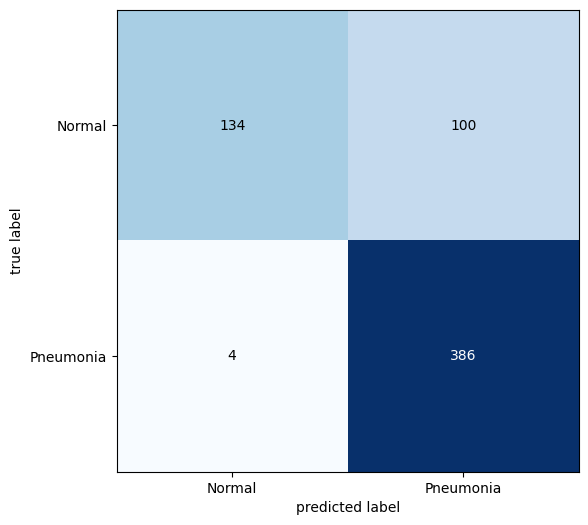 Normal
134
100
true label
Pneumonia
4
386
Normal
Pneumonia
predicted label